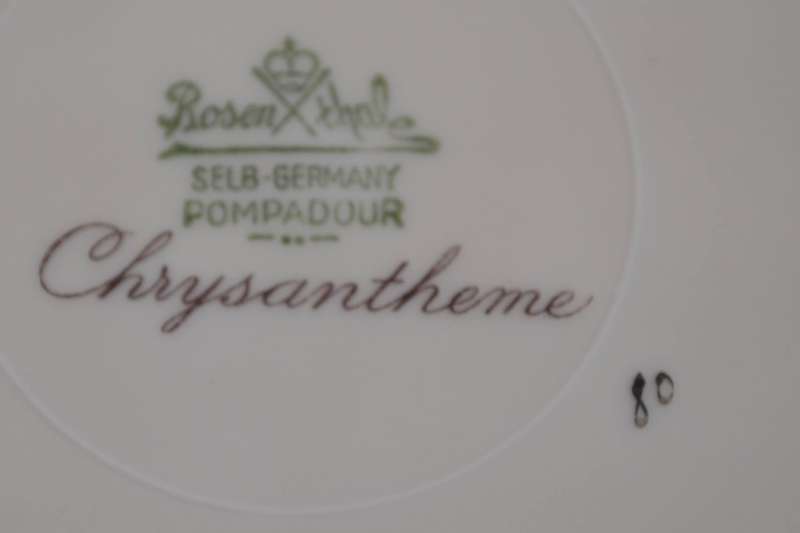 Rosenthal
SELB-GERMANY
POMPADOUR
Chrysantheme
80